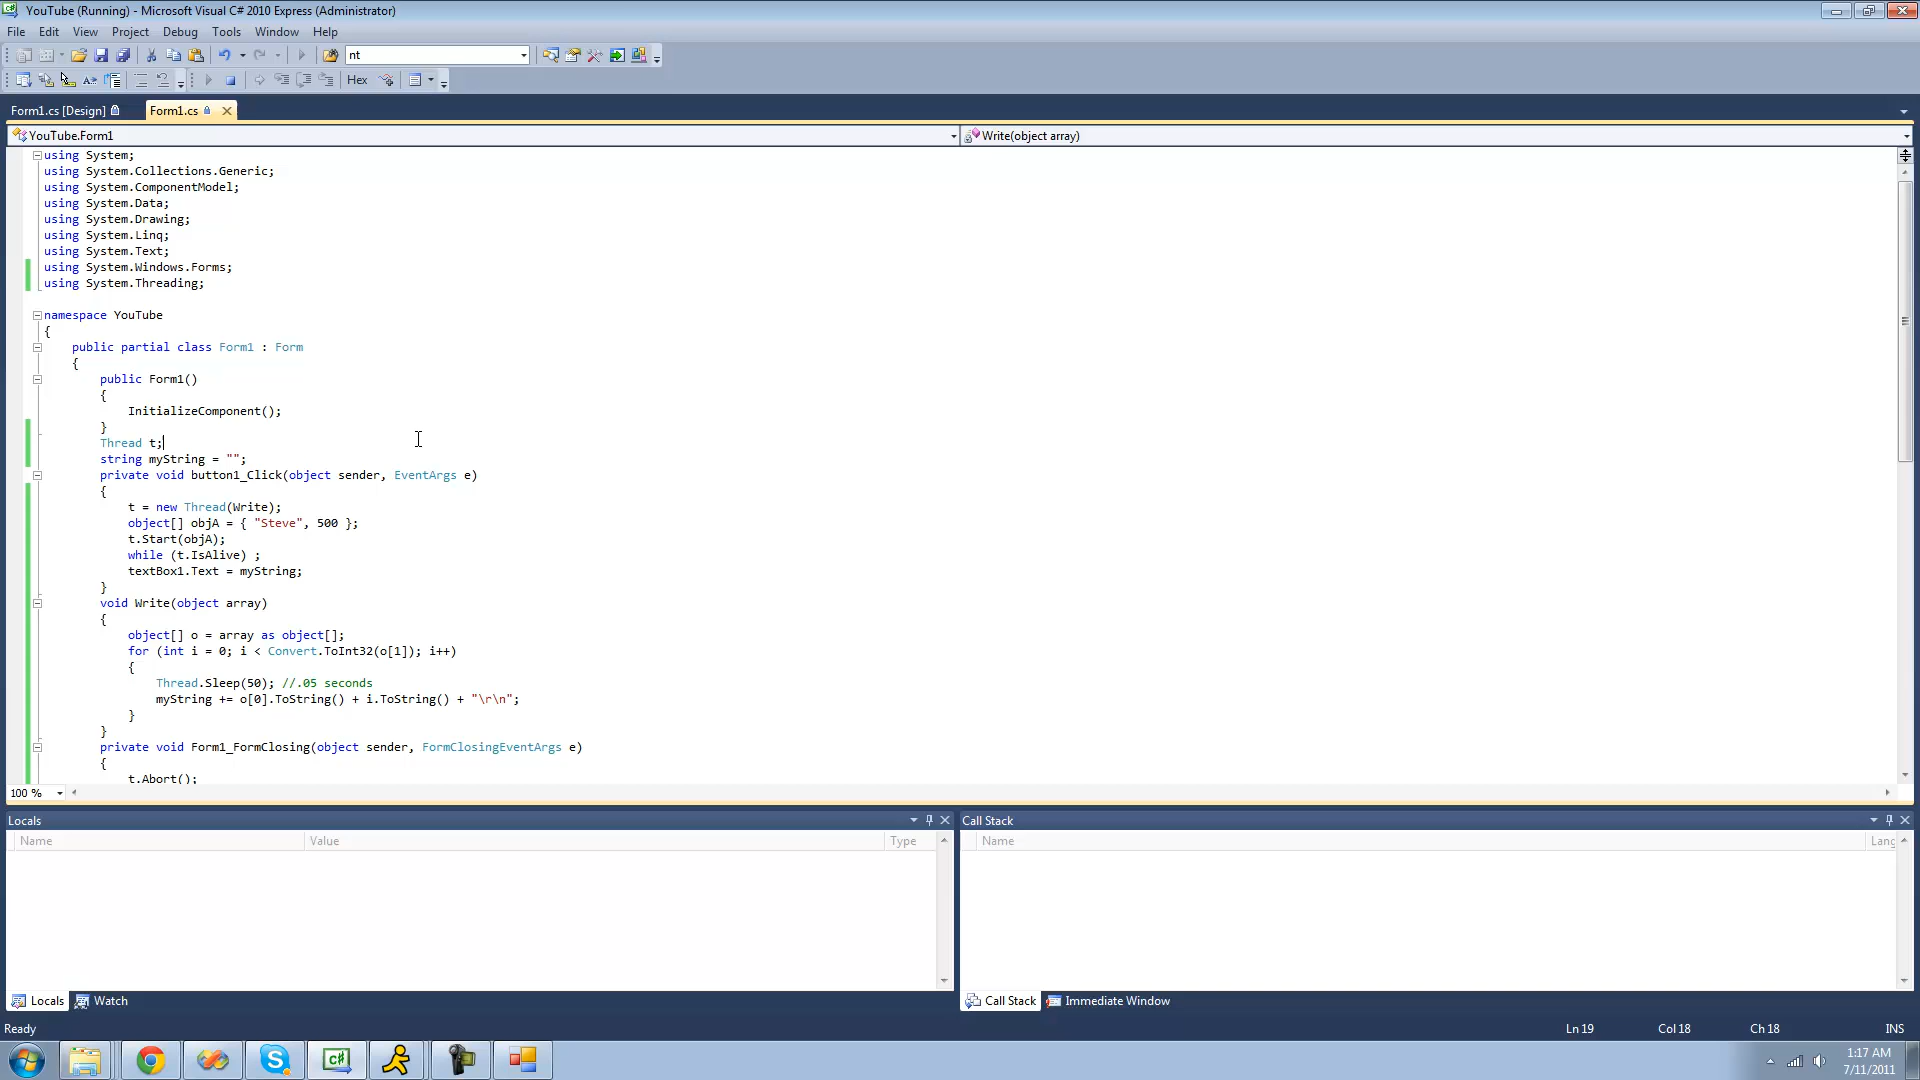 YouTube (Running) - Microsoft Visual C# 2010 Express (Administrator)
File Edit View Project Debug Tools Window Help
nt
Hex
Form1.cs [Design] Form1.cs
YouTube.Form1 Write(object array)
using System;
using System.Collections.Generic;
using System.ComponentModel;
using System.Data;
using System.Drawing;
using System.Linq;
using System.Text;
using System.Windows.Forms;
using System.Threading;
namespace YouTube
{
public partial class Form1 : Form
{
public Form1()
{
InitializeComponent();
}
Thread t;
string myString = "";
private void button1_Click(object sender, EventArgs e)
{
t = new Thread(Write);
object[] objA = { "Steve", 500 };
t.Start(objA);
while (t.IsAlive) ;
textBox1.Text = myString;
}
void Write(object array)
{
object[] o = array as object[];
for (int i = 0; i < Convert.ToInt32(o[1]); i++)
{
Thread.Sleep(50); //.05 seconds
myString += o[0].ToString() + i.ToString() + "\r\n";
}
}
private void Form1_FormClosing(object sender, FormClosingEventArgs e)
{
t.Abort();
100 %
Locals Call Stack
Name Value Type Name Lang
Locals Watch Call Stack Immediate Window
Ready Ln 19 Col 18 Ch 18 INS
1:17 AM
7/11/2011